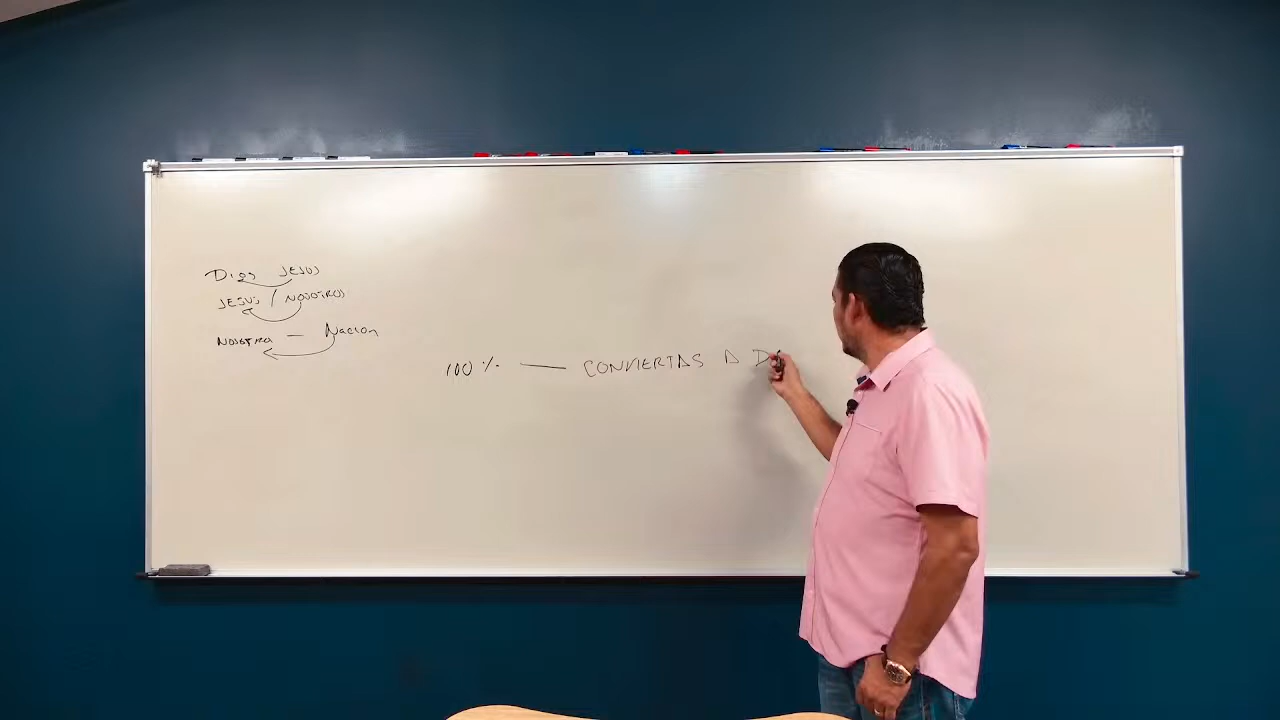 Dios JESUS
JESUS / NOSOTROS
NOSOTROS — Nacion
100% — CONVIERTAS A D